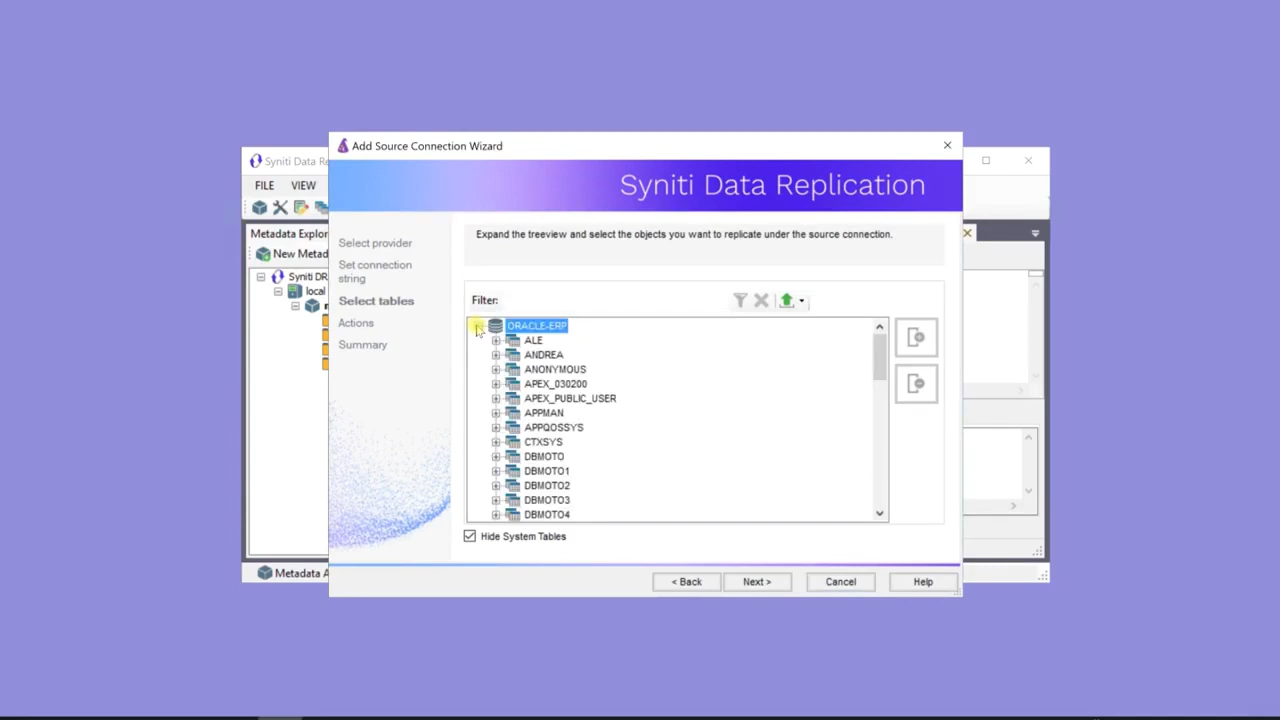 Add Source Connection Wizard
Syniti Data Re
FILE VIEW
Syniti Data Replication
Metadata Explor
New Metad
Syniti DR
local
Select provider
Set connection
string
Select tables
Actions
Summary
Expand the treeview and select the objects you want to replicate under the source connection.
Filter:
ORACLE-ERP
ALE
ANDREA
ANONYMOUS
APEX_030200
APEX_PUBLIC_USER
APPMAN
APPQOSSYS
CTXSYS
DBMOTO
DBMOTO1
DBMOTO2
DBMOTO3
DBMOTO4
Hide System Tables
Metadata A
< Back Next > Cancel Help